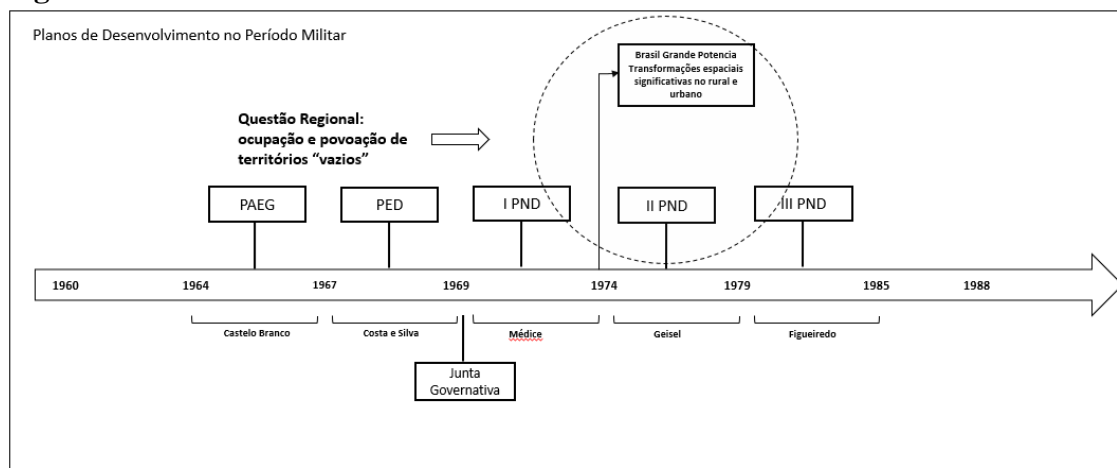 Planos de Desenvolvimento no Período Militar
Brasil Grande Potencia
Transformações espaciais
significativas no rural e
urbano
Questão Regional:
ocupação e povoação de
territórios “vazios”
PAEG
PED
I PND
II PND
III PND
1960
1964
1967
1969
1974
1979
1985
1988
Castelo Branco
Costa e Silva
Médice
Geisel
Figueiredo
Junta
Governativa